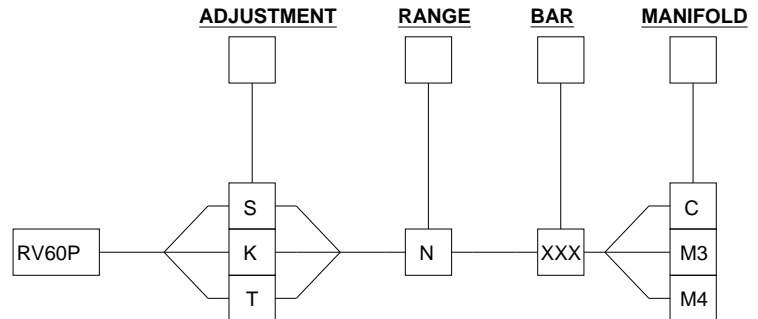 ADJUSTMENT RANGE BAR MANIFOLD
S C
RV60P K N XXX M3
T M4